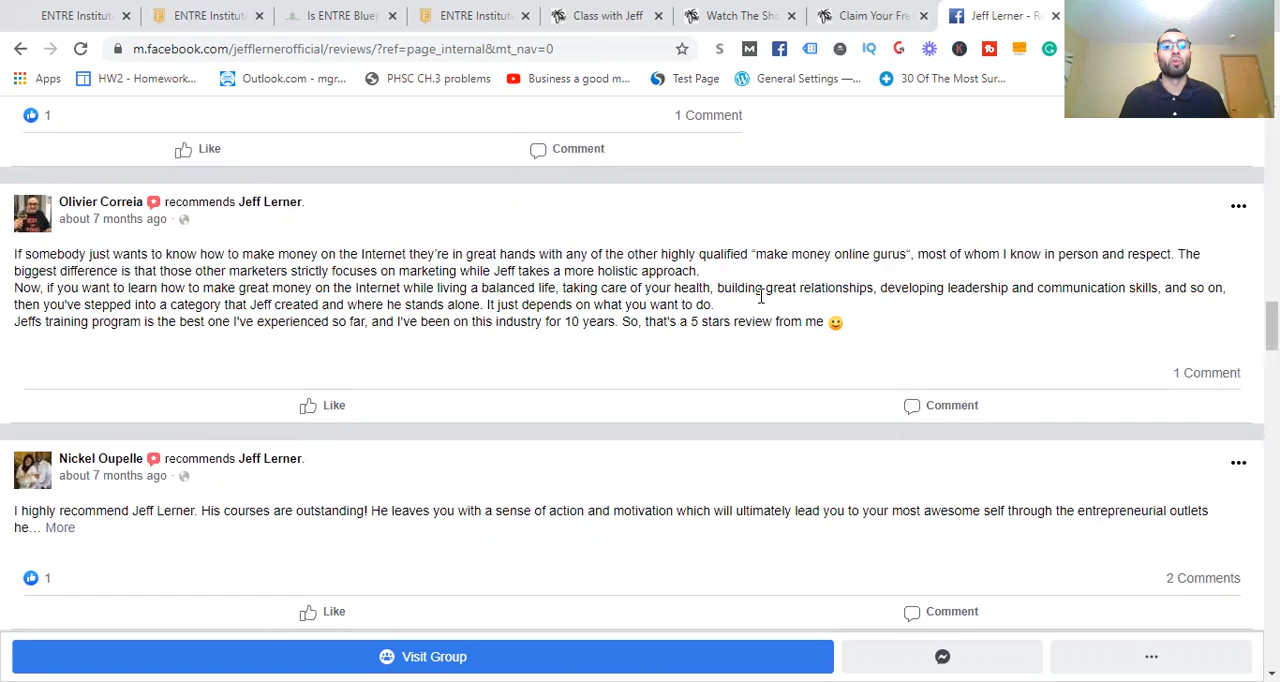 ENTRE Institut
ENTRE Institut
Is ENTRE Blue
ENTRE Institut
Class with Jeff
Watch The Sho
Claim Your Fre
Jeff Lerner - R
m.facebook.com/jefflernerofficial/reviews/?ref=page_internal&mt_nav=0
Apps
HW2 - Homework...
Outlook.com - mgr...
PHSC CH.3 problems
Business a good m...
Test Page
General Settings —...
30 Of The Most Sur...
1
1 Comment
Like
Comment
Olivier Correia recommends Jeff Lerner.
about 7 months ago ·
If somebody just wants to know how to make money on the Internet they're in great hands with any of the other highly qualified “make money online gurus“, most of whom I know in person and respect. The
biggest difference is that those other marketers strictly focuses on marketing while Jeff takes a more holistic approach.
Now, if you want to learn how to make great money on the Internet while living a balanced life, taking care of your health, building great relationships, developing leadership and communication skills, and so on,
then you've stepped into a category that Jeff created and where he stands alone. It just depends on what you want to do.
Jeffs training program is the best one I've experienced so far, and I've been on this industry for 10 years. So, that's a 5 stars review from me 🙂
1 Comment
Like
Comment
Nickel Oupelle recommends Jeff Lerner.
about 7 months ago ·
I highly recommend Jeff Lerner. His courses are outstanding! He leaves you with a sense of action and motivation which will ultimately lead you to your most awesome self through the entrepreneurial outlets
he... More
1
2 Comments
Like
Comment
Visit Group